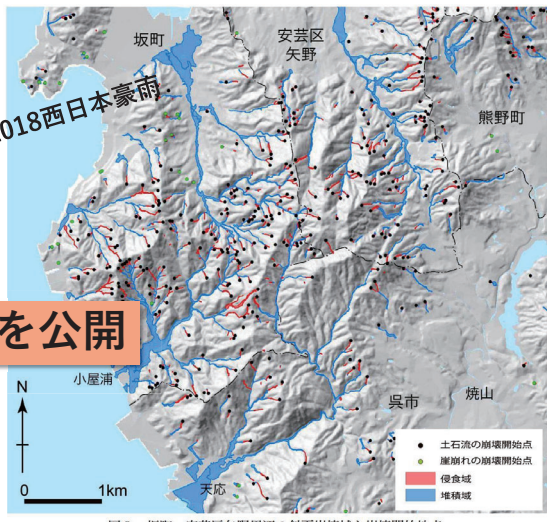 坂町
安芸区
矢野
018西日本豪雨
熊野町
を公開
小屋浦
呉市
焼山
N
天応
0 1km
土石流の崩壊開始点
崖崩れの崩壊開始点
侵食域
堆積域